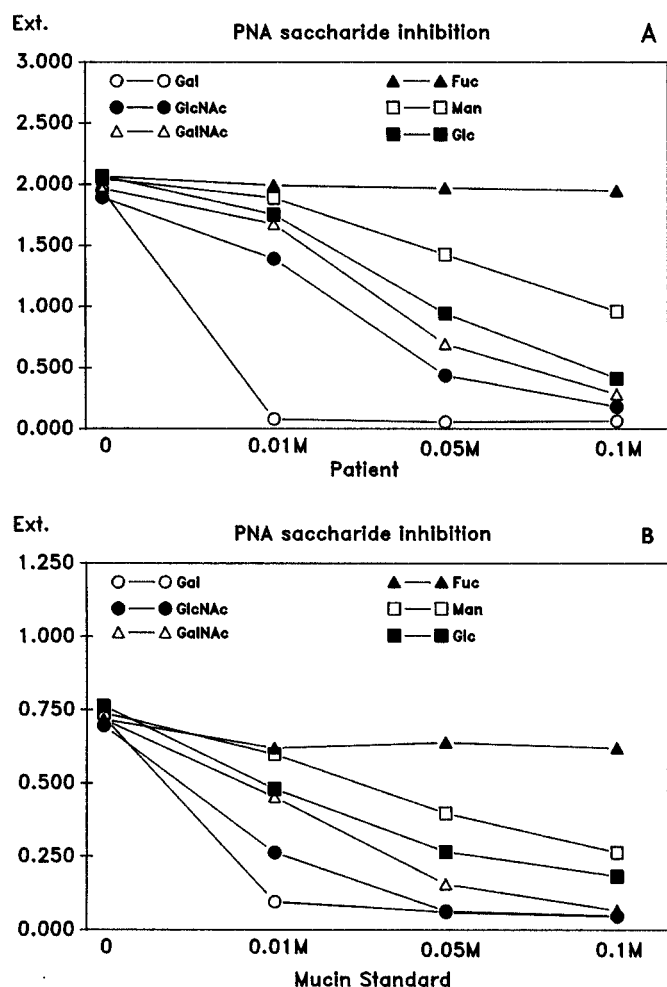 Ext.
PNA saccharide inhibition
A
3.000
2.500
2.000
1.500
1.000
0.500
0.000
Gal
GlcNAc
GalNAc
Fuc
Man
Glc
0
0.01M
0.05M
0.1M
Patient
Ext.
PNA saccharide inhibition
B
1.250
1.000
0.750
0.500
0.250
0.000
Gal
GlcNAc
GalNAc
Fuc
Man
Glc
0
0.01M
0.05M
0.1M
Mucin Standard